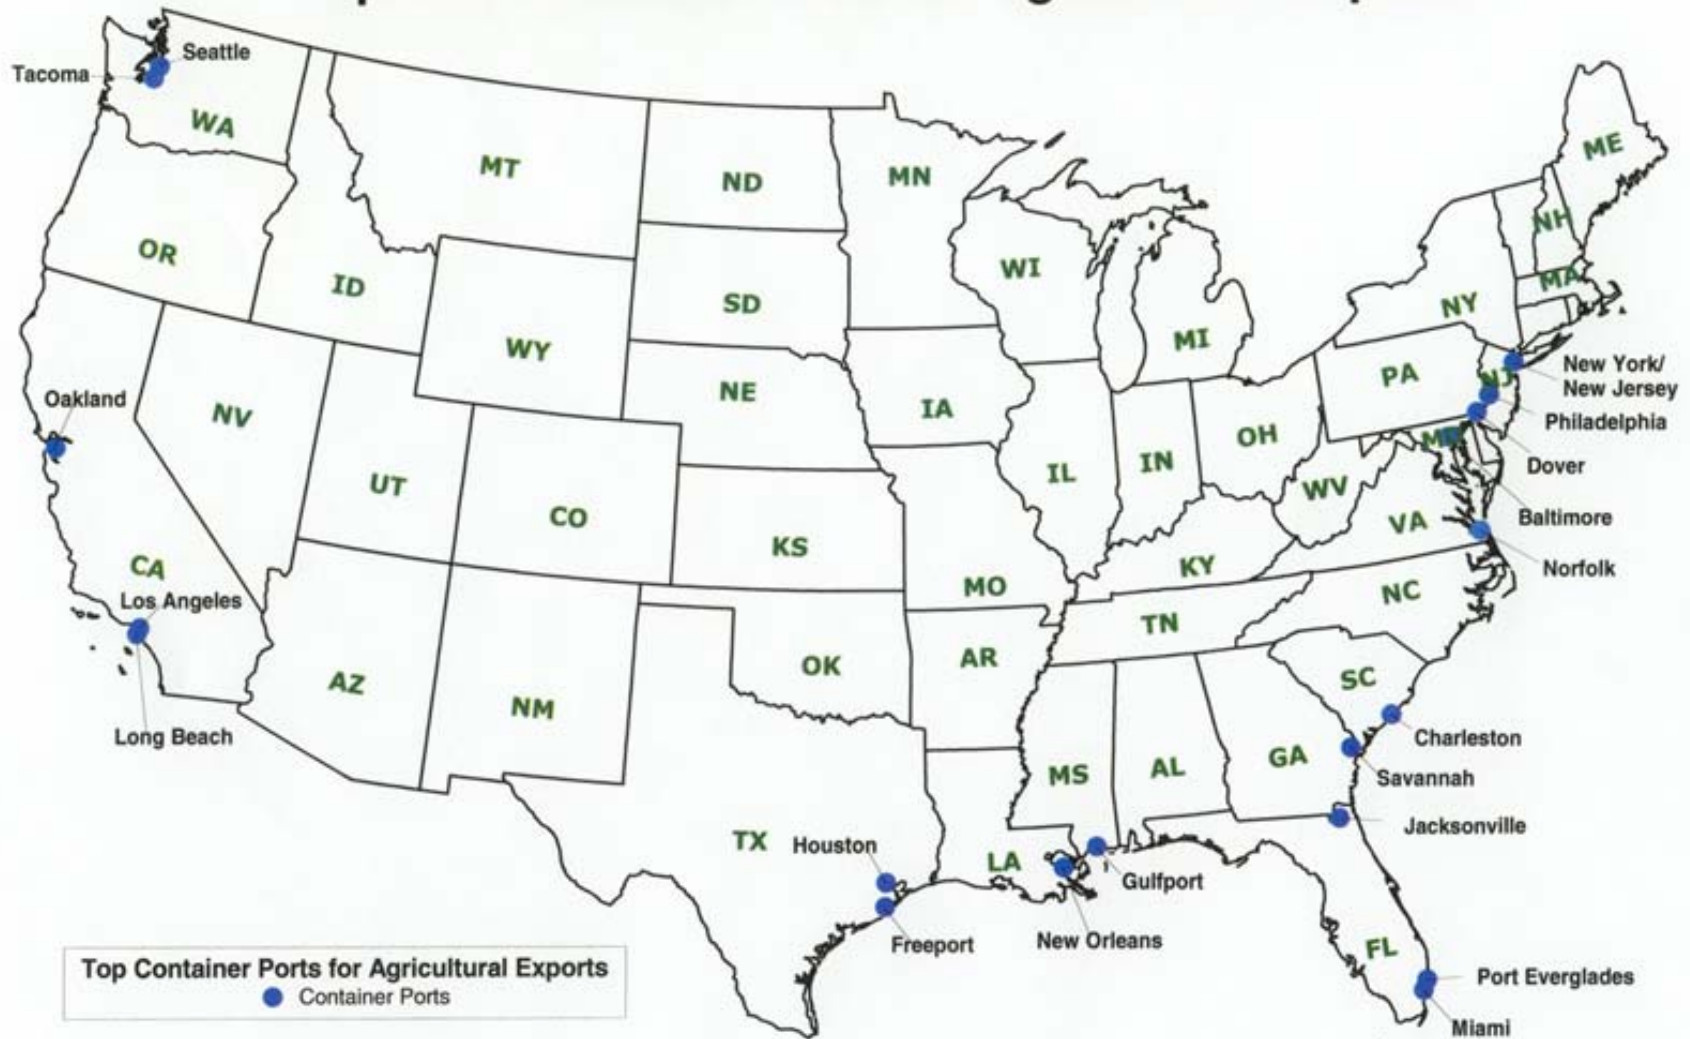 Seattle
Tacoma
WA
MT
ND
MN
ME
OR
ID
SD
WI
NH
MA
NY
WY
MI
NE
IA
PA
NJ
New York/
New Jersey
Oakland
NV
Philadelphia
OH
MD
UT
IL
IN
WV
Dover
CO
KS
VA
Baltimore
CA
Los Angeles
MO
KY
Norfolk
NC
TN
AR
OK
AZ
NM
SC
Long Beach
Charleston
MS
AL
GA
Savannah
TX
Houston
LA
Jacksonville
Gulfport
Freeport
New Orleans
FL
Top Container Ports for Agricultural Exports
Container Ports
Port Everglades
Miami